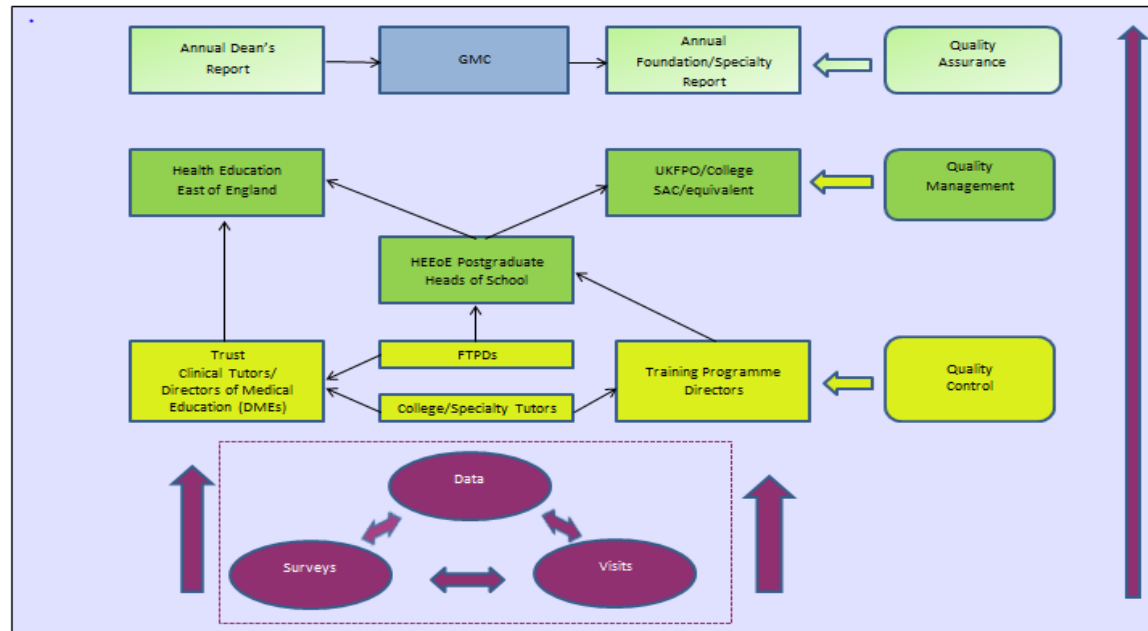 Annual Dean's
Report
GMC
Annual
Foundation/Specialty
Report
Quality
Assurance
Health Education
East of England
UKFPO/College
SAC/equivalent
Quality
Management
HEEoE Postgraduate
Heads of School
Trust
Clinical Tutors/
Directors of Medical
Education (DMEs)
FTPDs
College/Specialty Tutors
Training Programme
Directors
Quality
Control
Data
Surveys
Visits